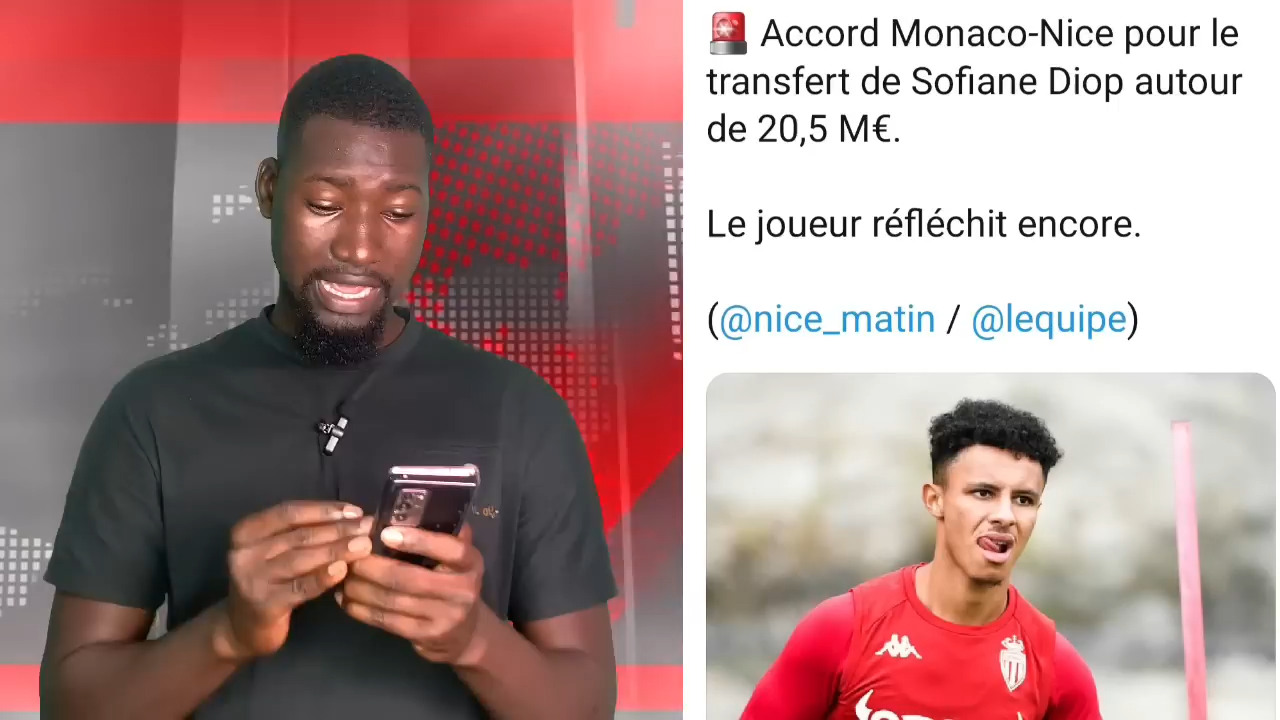 🚨 Accord Monaco-Nice pour le
transfert de Sofiane Diop autour
de 20,5 M€.
Le joueur réfléchit encore.
(@nice_matin / @lequipe)